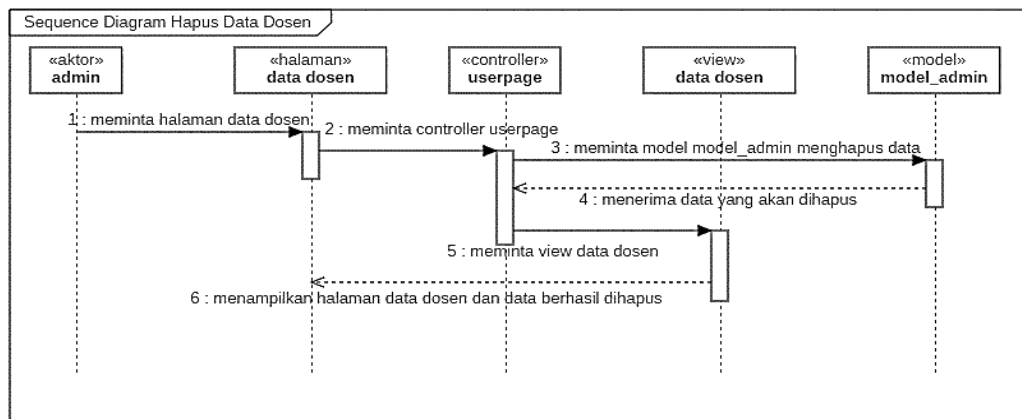 Sequence Diagram Hapus Data Dosen
«aktor»
admin
«halaman»
data dosen
«controller»
userpage
«view»
data dosen
«model»
model_admin
1 : meminta halaman data dosen
2 : meminta controller userpage
3 : meminta model model_admin menghapus data
4 : menerima data yang akan dihapus
5 : meminta view data dosen
6 : menampilkan halaman data dosen dan data berhasil dihapus